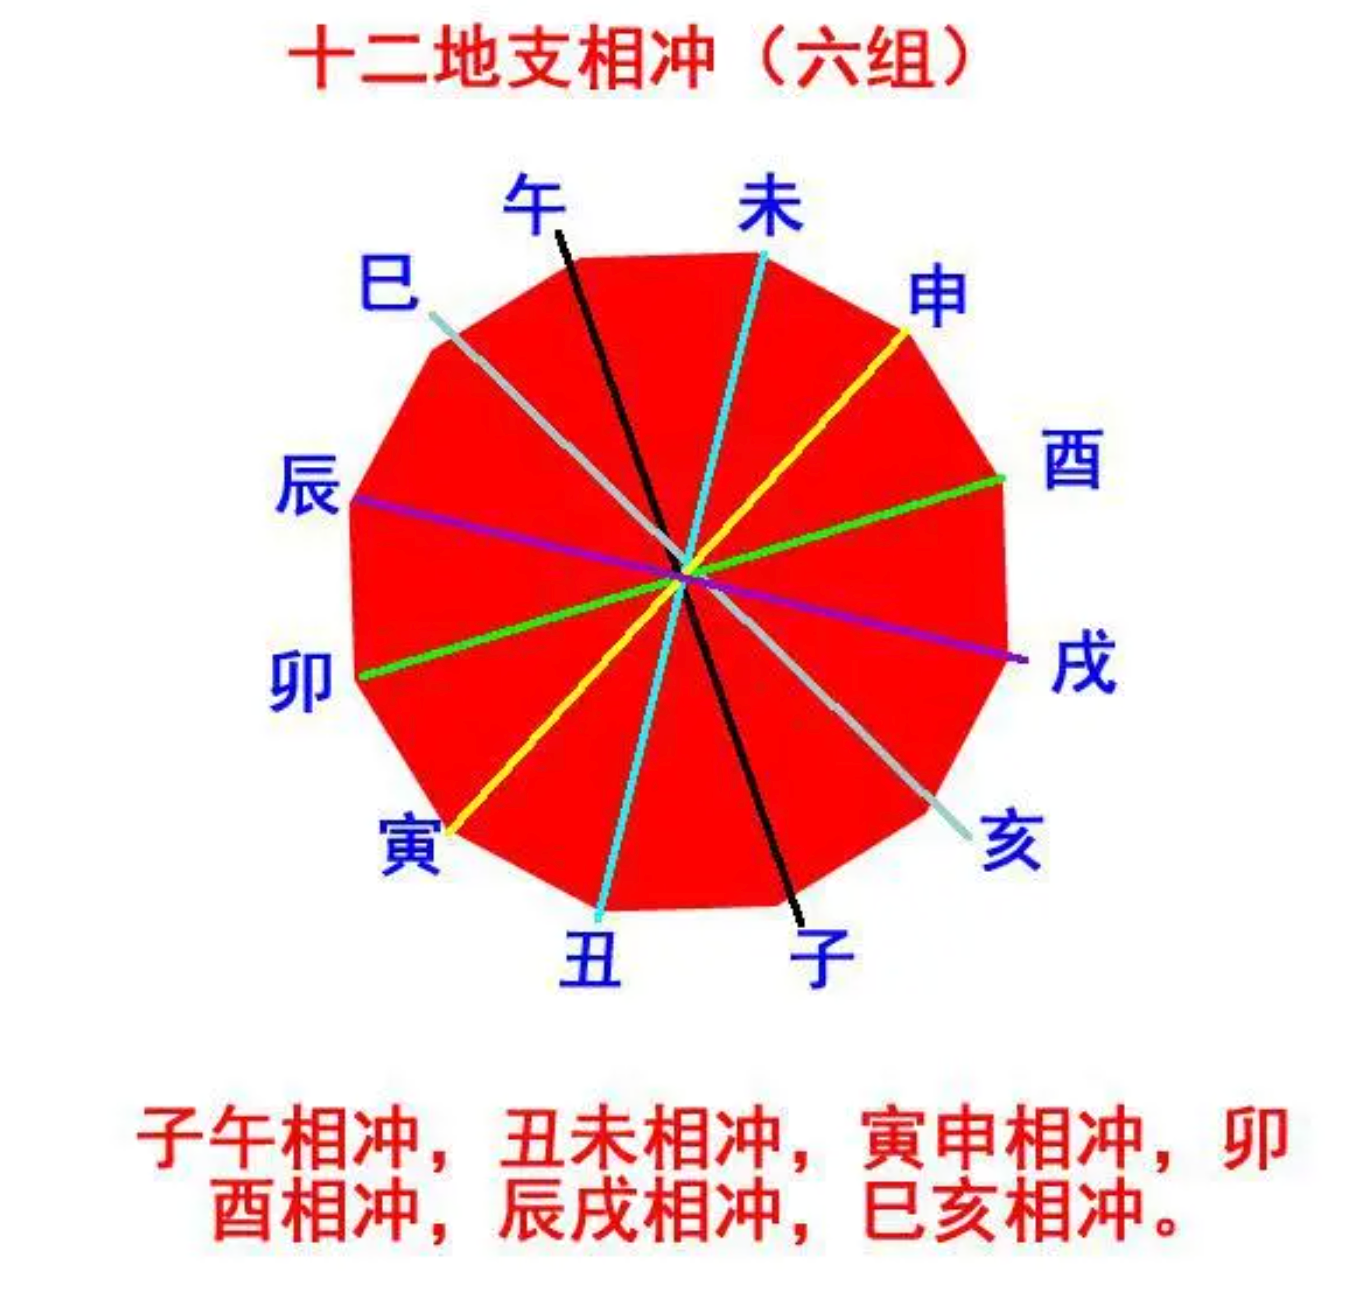 十二地支相冲（六组）
午
未
巳
申
酉
辰
戌
卯
寅
亥
丑
子
子午相冲，丑未相冲，寅申相冲，卯
酉相冲，辰戌相冲，巳亥相冲。